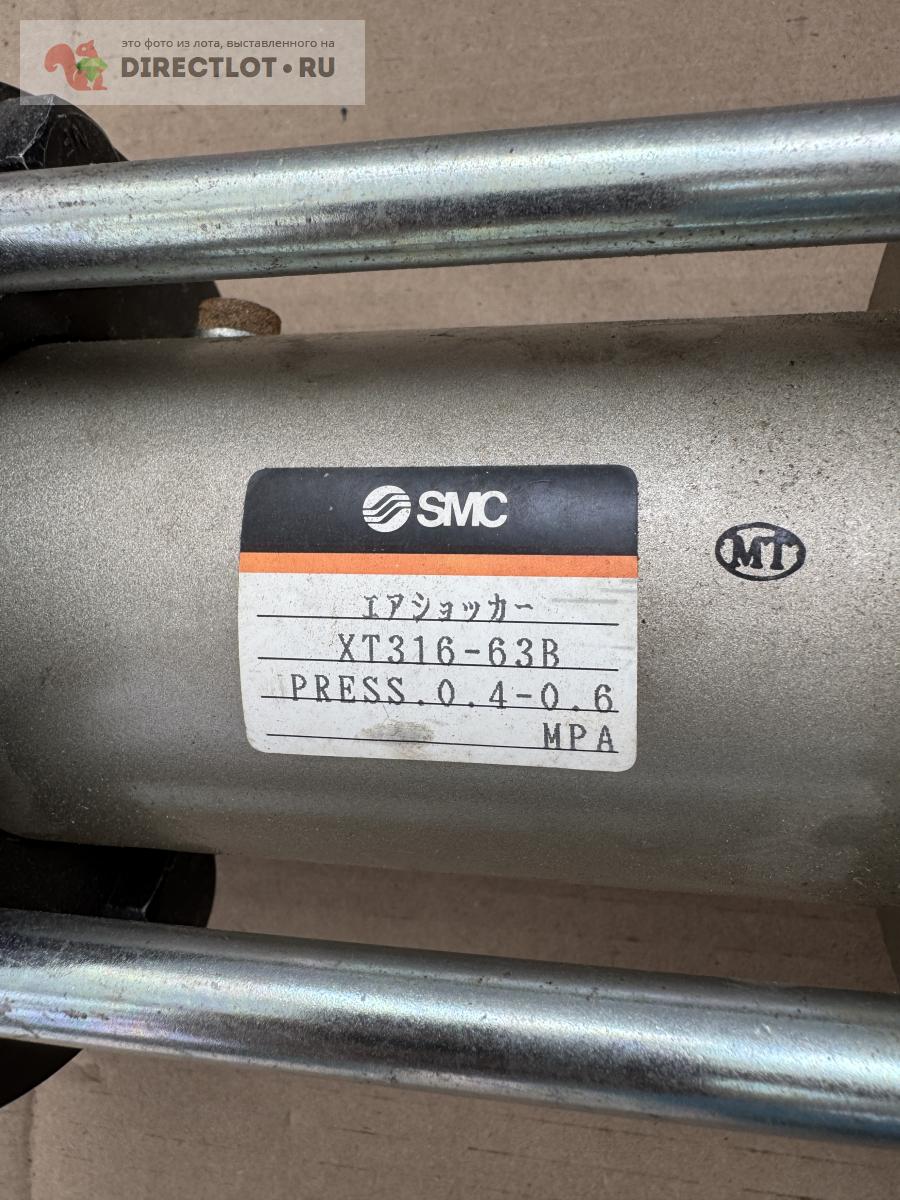 это фото из лота, выставленного на
DIRECTLOT•RU
SMC
エアショッカー
XT316-63B
PRESS.0.4-0.6
MPA
MT